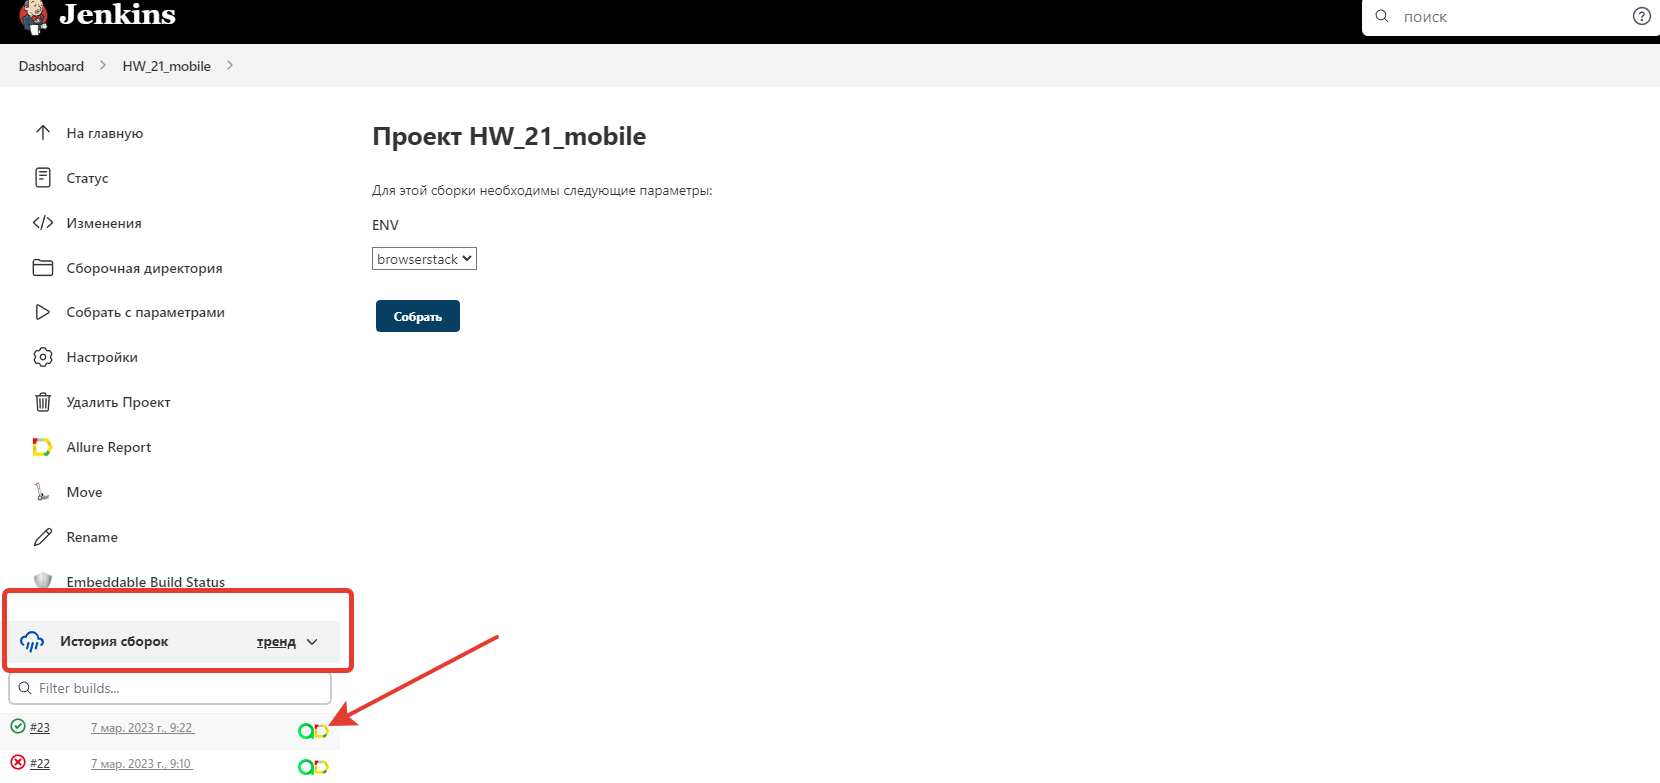 Jenkins
поиск
Dashboard
HW_21_mobile
На главную
Статус
Изменения
Сборочная директория
Собрать с параметрами
Настройки
Удалить Проект
Allure Report
Move
Rename
Embeddable Build Status
История сборок
тренд
Filter builds...
#23
7 мар. 2023 г., 9:22
#22
7 мар. 2023 г., 9:10
Проект HW_21_mobile
Для этой сборки необходимы следующие параметры:
ENV
browserstack
Собрать